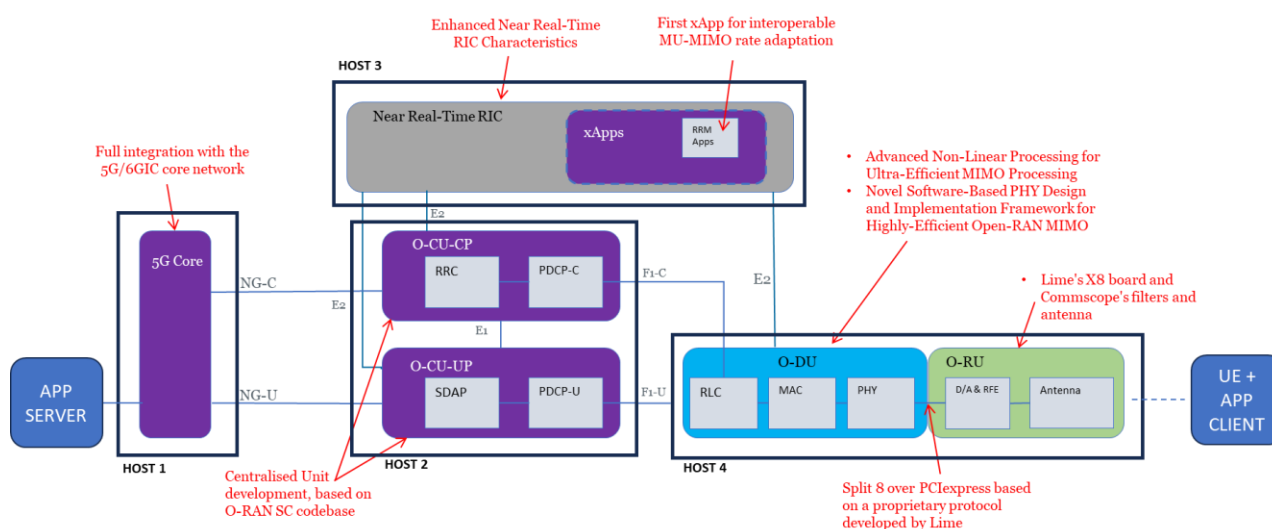 Enhanced Near Real-Time
RIC Characteristics
First xApp for interoperable
MU-MIMO rate adaptation
HOST 3
Near Real-Time RIC
xApps
RRM
Apps
Full integration with the
5G/6GIC core network
• Advanced Non-Linear Processing for
Ultra-Efficient MIMO Processing
• Novel Software-Based PHY Design
and Implementation Framework for
Highly-Efficient Open-RAN MIMO
E2
O-CU-CP
5G Core
RRC
PDCP-C
F1-C
NG-C
E2
E2
• Lime's X8 board and
Commscope's filters and
antenna
E1
O-CU-UP
SDAP
PDCP-U
F1-U
NG-U
O-DU
O-RU
RLC
MAC
PHY
D/A & RFE
Antenna
APP
SERVER
UE +
APP
CLIENT
HOST 1
HOST 2
HOST 4
Centralised Unit
development, based on
O-RAN SC codebase
Split 8 over PCIexpress based
on a proprietary protocol
developed by Lime